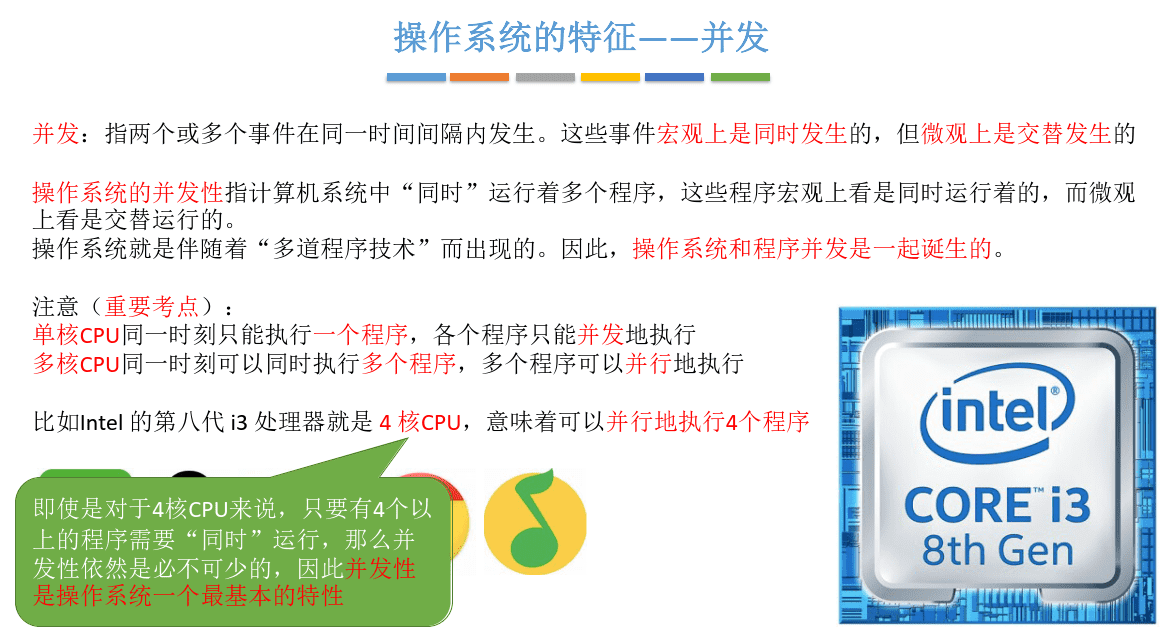 操作系统的特征——并发
并发：指两个或多个事件在同一时间间隔内发生。这些事件宏观上是同时发生的，但微观上是交替发生的
操作系统的并发性指计算机系统中“同时”运行着多个程序，这些程序宏观上看是同时运行着的，而微观
上看是交替运行的。
操作系统就是伴随着“多道程序技术”而出现的。因此，操作系统和程序并发是一起诞生的。
注意（重要考点）：
单核CPU同一时刻只能执行一个程序，各个程序只能并发地执行
多核CPU同一时刻可以同时执行多个程序，多个程序可以并行地执行
比如Intel 的第八代 i3 处理器就是 4 核CPU，意味着可以并行地执行4个程序
即使是对于4核CPU来说，只要有4个以
上的程序需要“同时”运行，那么并
发性依然是必不可少的，因此并发性
是操作系统一个最基本的特性
intel®
CORE™ i3
8th Gen